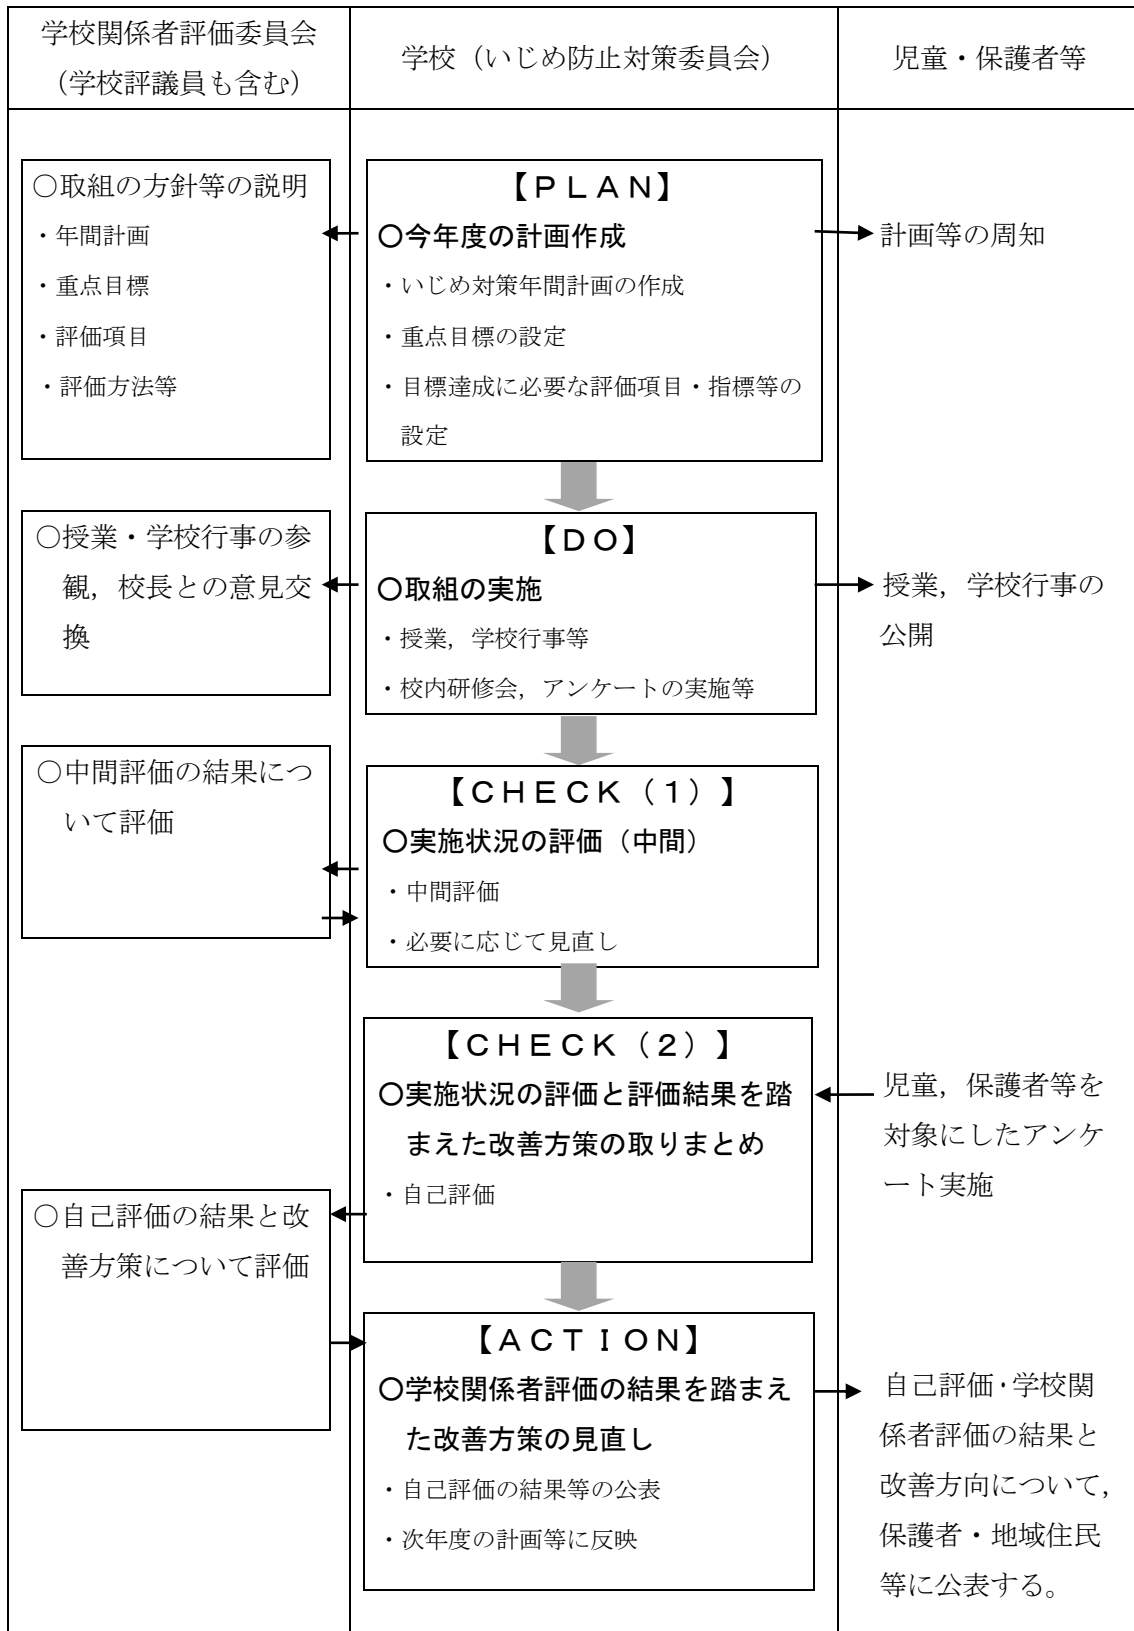 学校関係者評価委員会
（学校評議員も含む）
学校（いじめ防止対策委員会）
児童・保護者等
○取組の方針等の説明
・年間計画
・重点目標
・評価項目
・評価方法等
【ＰＬＡＮ】
○今年度の計画作成
・いじめ対策年間計画の作成
・重点目標の設定
・目標達成に必要な評価項目・指標等の
設定
計画等の周知
○授業・学校行事の参
観，校長との意見交
換
【ＤＯ】
○取組の実施
・授業，学校行事等
・校内研修会，アンケートの実施等
授業，学校行事の
公開
○中間評価の結果につ
いて評価
【ＣＨＥＣＫ（１）】
○実施状況の評価（中間）
・中間評価
・必要に応じて見直し
【ＣＨＥＣＫ（２）】
○実施状況の評価と評価結果を踏
まえた改善方策の取りまとめ
・自己評価
児童，保護者等を
対象にしたアンケ
ート実施
○自己評価の結果と改
善方策について評価
【ＡＣＴＩＯＮ】
○学校関係者評価の結果を踏まえ
た改善方策の見直し
・自己評価の結果等の公表
・次年度の計画等に反映
自己評価・学校関
係者評価の結果と
改善方向について，
保護者・地域住民
等に公表する。